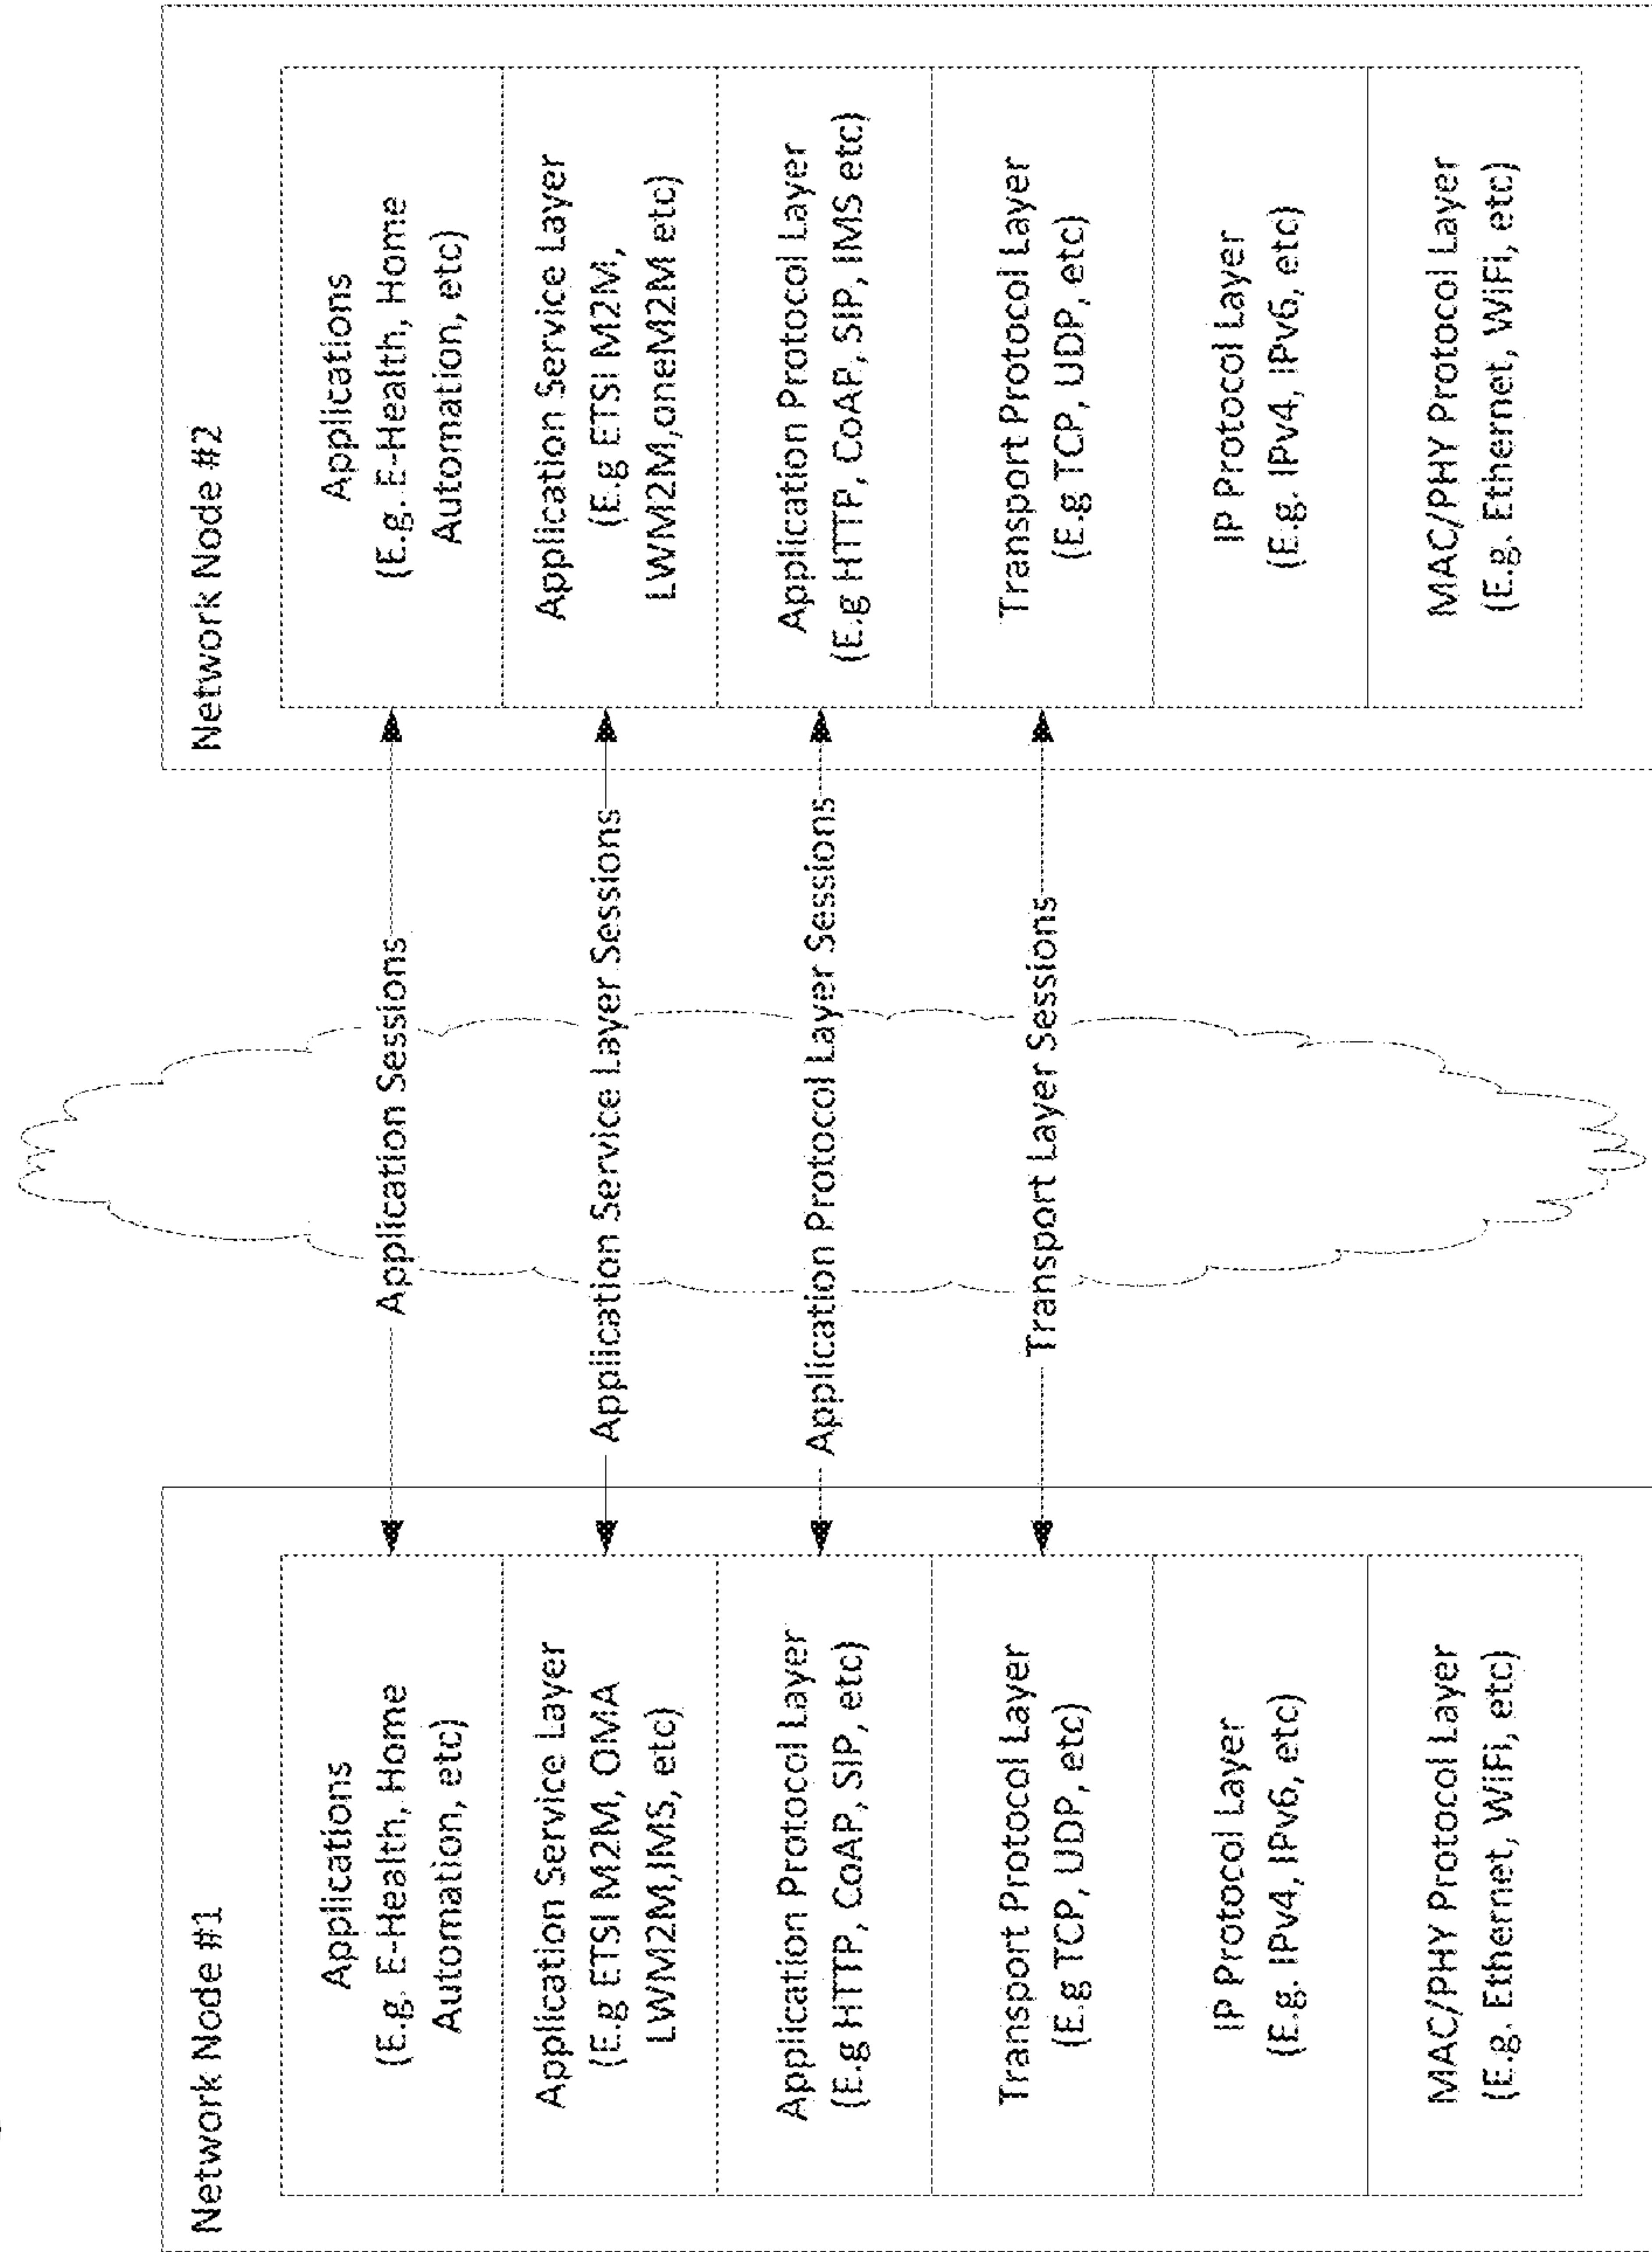 Network Node #1
Applications
(E.g. E-Health, Home
Automation, etc)
Application Service Layer
(E.g ETSI M2M, OMA
LWM2M,IMS, etc)
Application Protocol Layer
(E.g HTTP, CoAP, SIP, etc)
Transport Protocol Layer
(E.g TCP, UDP, etc)
IP Protocol Layer
(E.g. IPv4, IPv6, etc)
MAC/PHY Protocol Layer
(E.g. Ethernet, WiFi, etc)
Application Sessions
Application Service Layer Sessions
Application Protocol Layer Sessions
Transport Layer Sessions
Network Node #2
Applications
(E.g. E-Health, Home
Automation, etc)
Application Service Layer
(E.g ETSI M2M,
LWM2M,oneM2M etc)
Application Protocol Layer
(E.g HTTP, CoAP, SIP, IMS etc)
Transport Protocol Layer
(E.g TCP, UDP, etc)
IP Protocol Layer
(E.g. IPv4, IPv6, etc)
MAC/PHY Protocol Layer
(E.g. Ethernet, WiFi, etc)